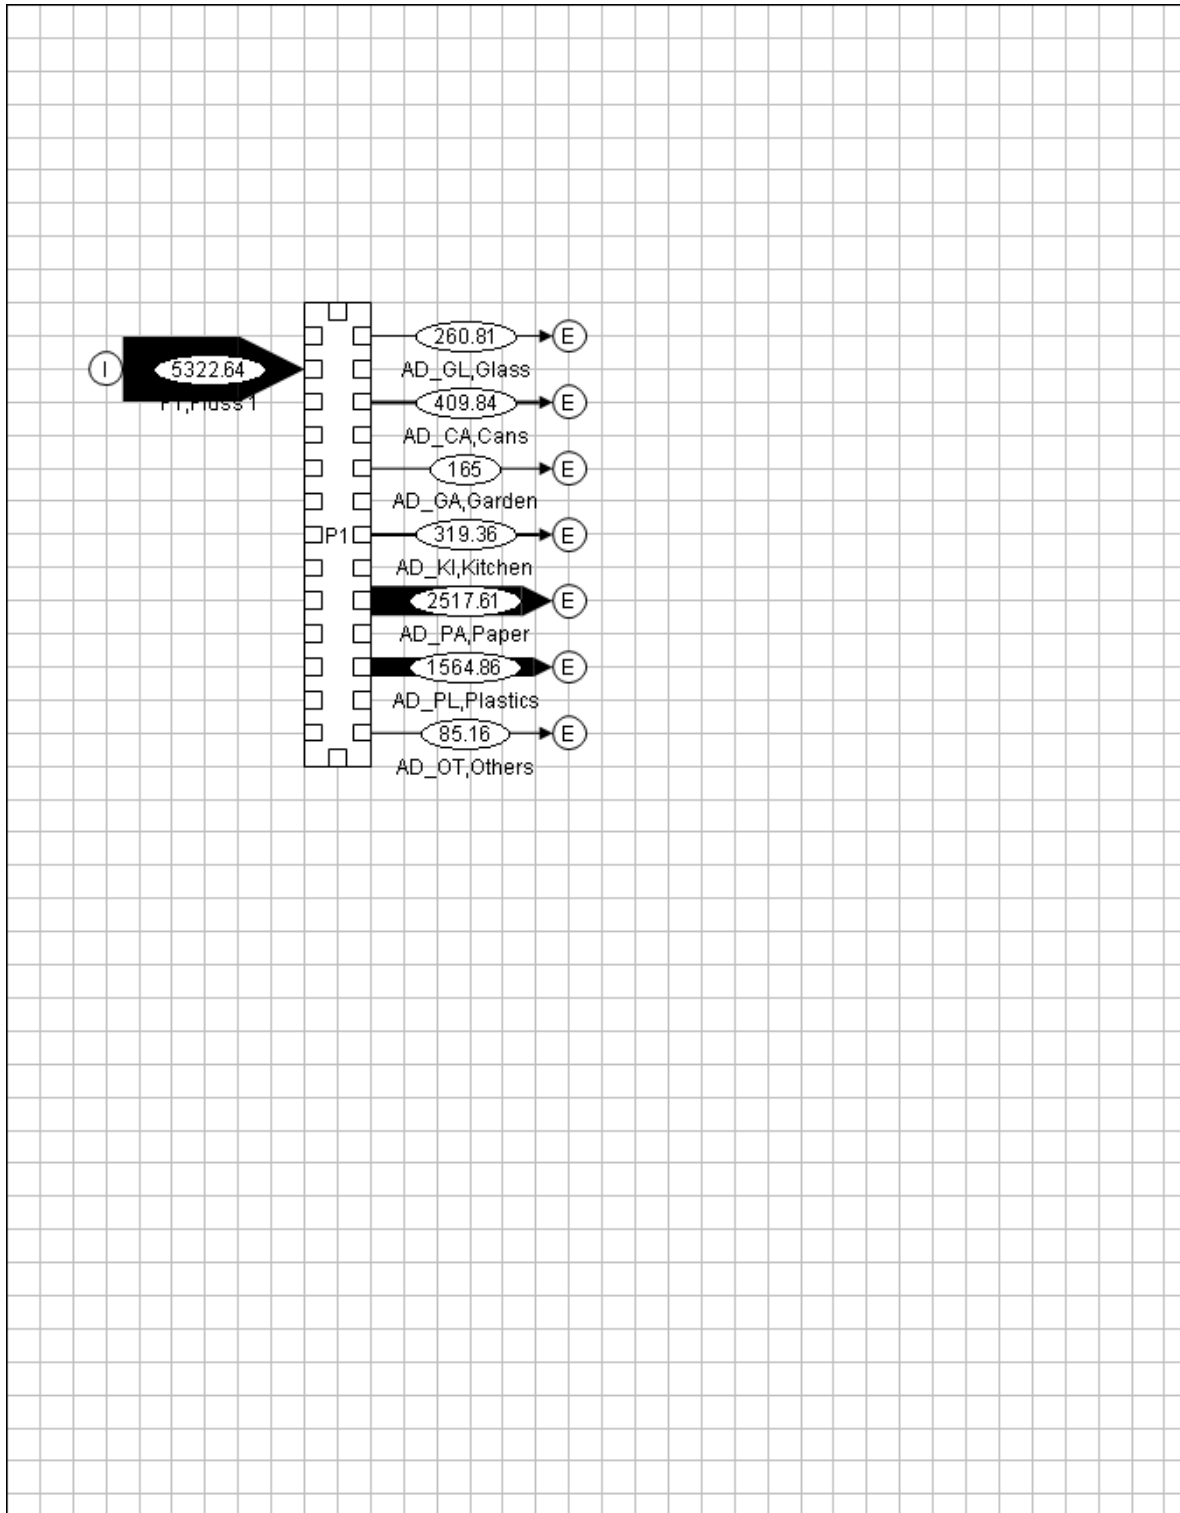 I
5322.64
F1,Fluss 1
P1
260.81
E
AD_GL,Glass
409.84
E
AD_CA,Cans
165
E
AD_GA,Garden
319.36
E
AD_KI,Kitchen
2517.61
E
AD_PA,Paper
1564.86
E
AD_PL,Plastics
85.16
E
AD_OT,Others